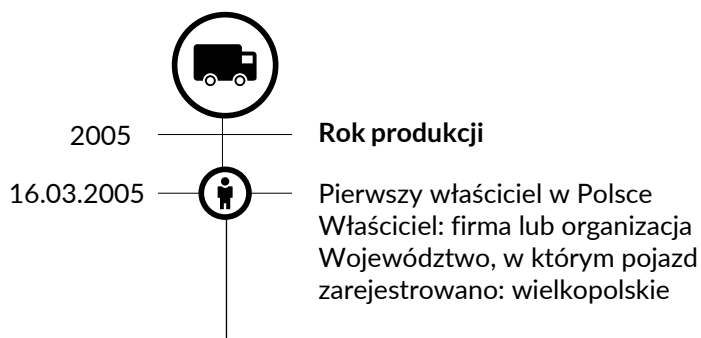 2005
Rok produkcji
16.03.2005
Pierwszy właściciel w Polsce
Właściciel: firma lub organizacja
Województwo, w którym pojazd
zarejestrowano: wielkopolskie